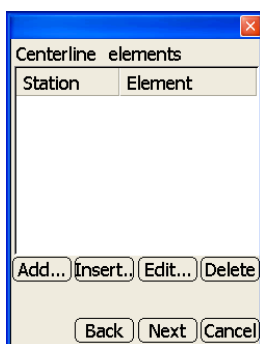 Centerline elements
Station Element
Add... Insert.. Edit... Delete
Back Next Cancel